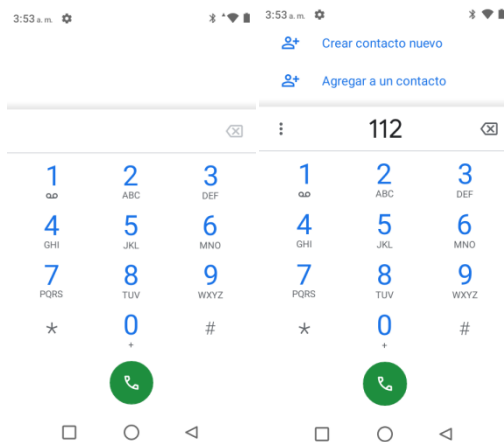 3:53 a. m.
1
2 ABC
3 DEF
4 GHI
5 JKL
6 MNO
7 PQRS
8 TUV
9 WXYZ
*
0 +
#
3:53 a. m.
Crear contacto nuevo
Agregar a un contacto
112
1
2 ABC
3 DEF
4 GHI
5 JKL
6 MNO
7 PQRS
8 TUV
9 WXYZ
*
0 +
#